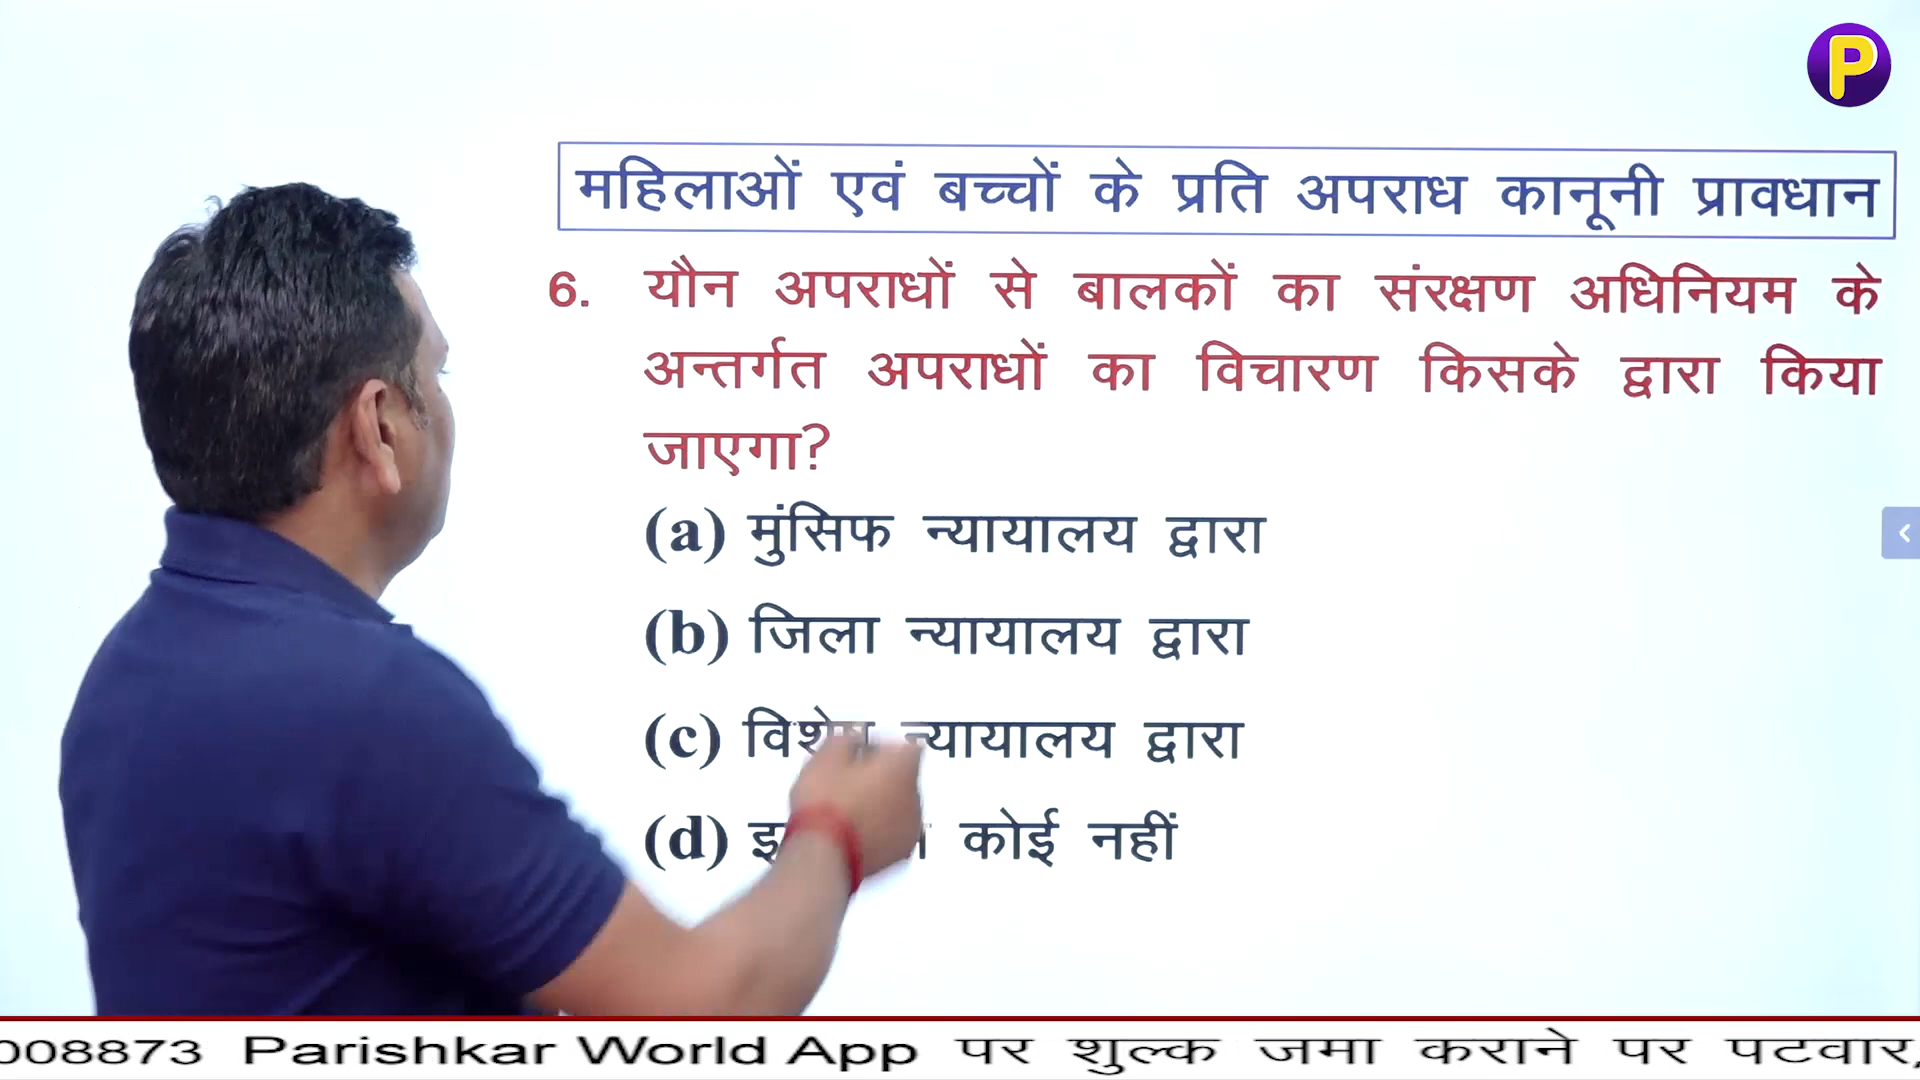 P
महिलाओं एवं बच्चों के प्रति अपराध कानूनी प्रावधान
6. यौन अपराधों से बालकों का संरक्षण अधिनियम के
अन्तर्गत अपराधों का विचारण किसके द्वारा किया
जाएगा?
(a) मुंसिफ न्यायालय द्वारा
(b) जिला न्यायालय द्वारा
(c) विशेष न्यायालय द्वारा
(d) कोई नहीं
008873 Parishkar World App पर शुल्क जमा कराने पर पटवार,